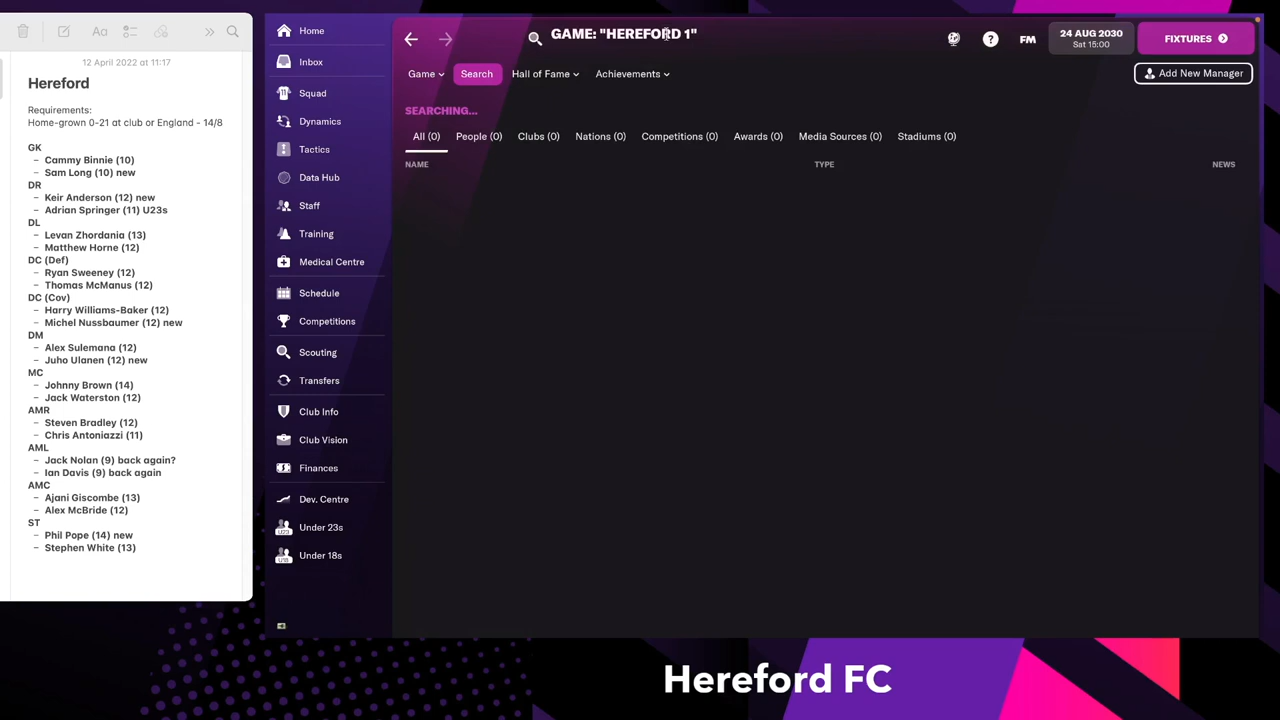 12 April 2022 at 11:17
Hereford
Requirements:
Home-grown 0-21 at club or England - 14/8
GK
– Cammy Binnie (10)
– Sam Long (10) new
DR
– Keir Anderson (12) new
– Adrian Springer (11) U23s
DL
– Levan Zhordania (13)
– Matthew Horne (12)
DC (Def)
– Ryan Sweeney (12)
– Thomas McManus (12)
DC (Cov)
– Harry Williams-Baker (12)
– Michel Nussbaumer (12) new
DM
– Alex Sulemana (12)
– Juho Ulanen (12) new
MC
– Johnny Brown (14)
– Jack Waterston (12)
AMR
– Steven Bradley (12)
– Chris Antoniazzi (11)
AML
– Jack Nolan (9) back again?
– Ian Davis (9) back again
AMC
– Ajani Giscombe (13)
– Alex McBride (12)
ST
– Phil Pope (14) new
– Stephen White (13)
Home
Inbox
Squad
Dynamics
Tactics
Data Hub
Staff
Training
Medical Centre
Schedule
Competitions
Scouting
Transfers
Club Info
Club Vision
Finances
Dev. Centre
Under 23s
Under 18s
GAME: "HEREFORD 1"
FM
24 AUG 2030
Sat 15:00
FIXTURES
Game
Search
Hall of Fame
Achievements
Add New Manager
SEARCHING...
All (0) People (0) Clubs (0) Nations (0) Competitions (0) Awards (0) Media Sources (0) Stadiums (0)
NAME TYPE NEWS
Hereford FC